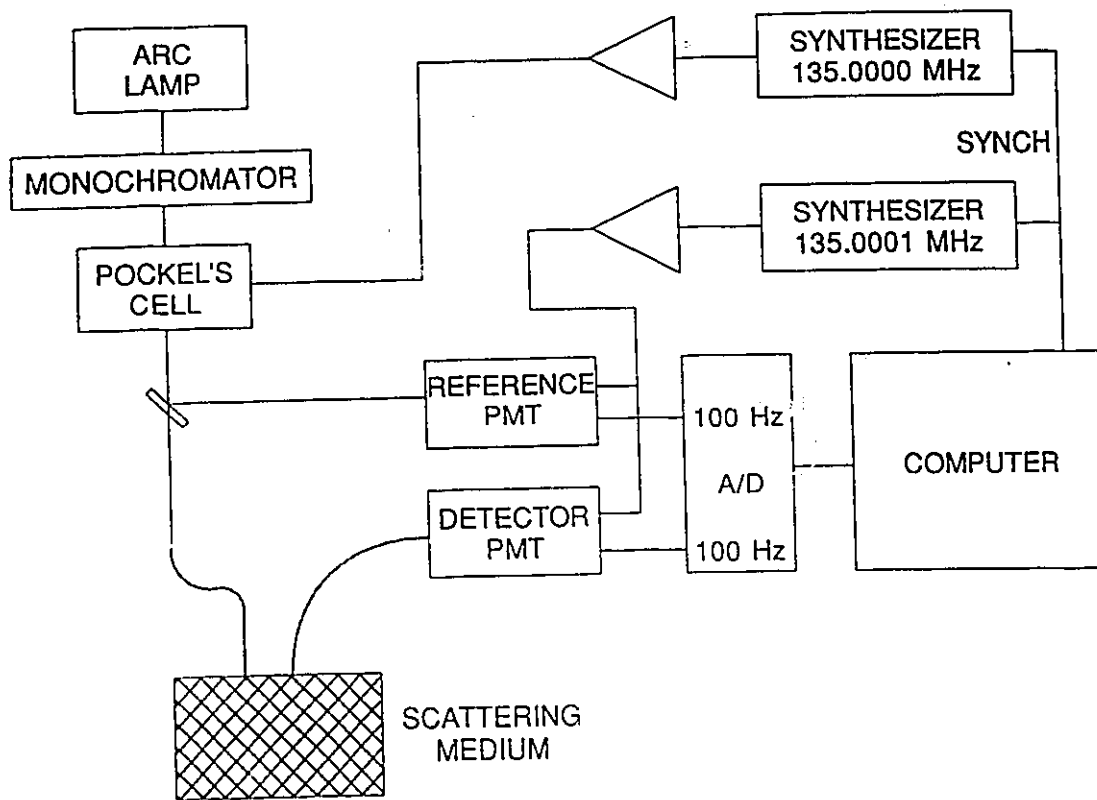 ARC
LAMP
SYNTHESIZER
135.0000 MHz
SYNCH
MONOCHROMATOR
SYNTHESIZER
135.0001 MHz
POCKEL'S
CELL
REFERENCE
PMT
100 Hz
A/D
COMPUTER
DETECTOR
PMT
100 Hz
SCATTERING
MEDIUM